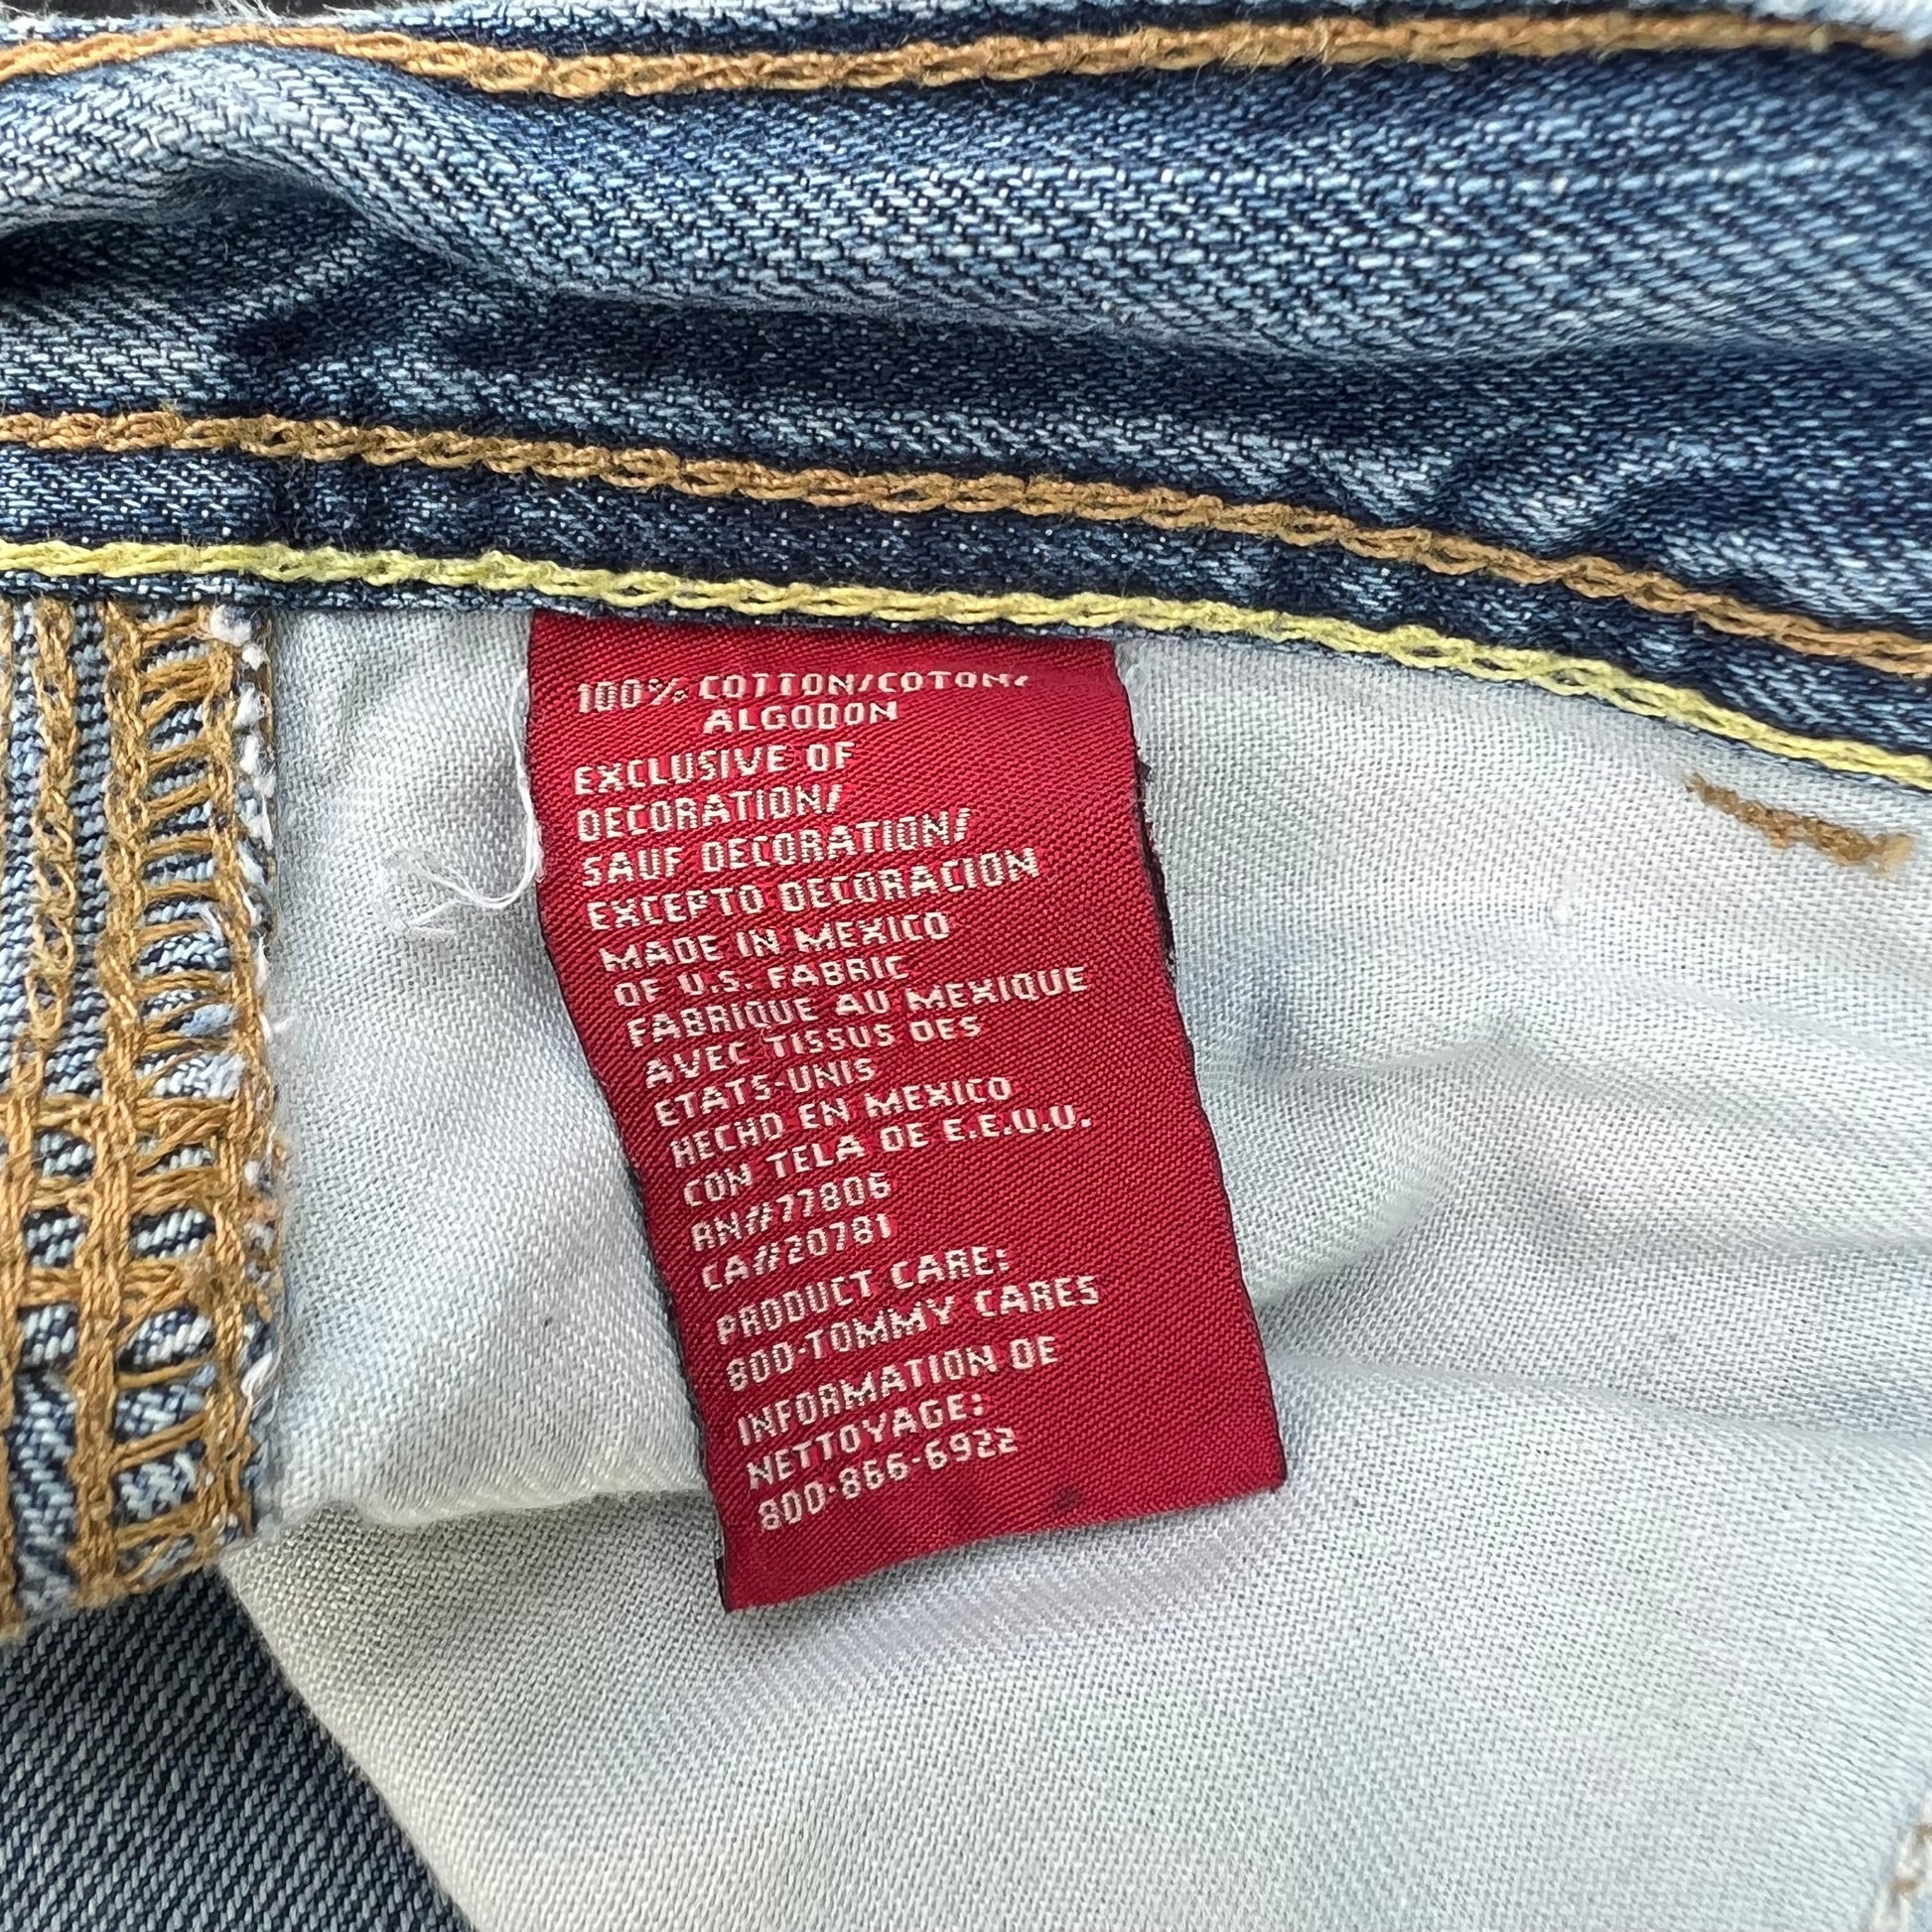 100% COTTON/COTON/
ALGODON
EXCLUSIVE OF
DECORATION/
SAUF DECORATION/
EXCEPTO DECORACION
MADE IN MEXICO
OF U.S. FABRIC
FABRIQUE AU MEXIQUE
AVEC TISSUS DES
ETATS-UNIS
HECHO EN MEXICO
CON TELA DE E.E.U.U.
RN#77806
CA#20781
PRODUCT CARE:
800-TOMMY CARES
INFORMATION DE
NETTOYAGE:
800-866-6922